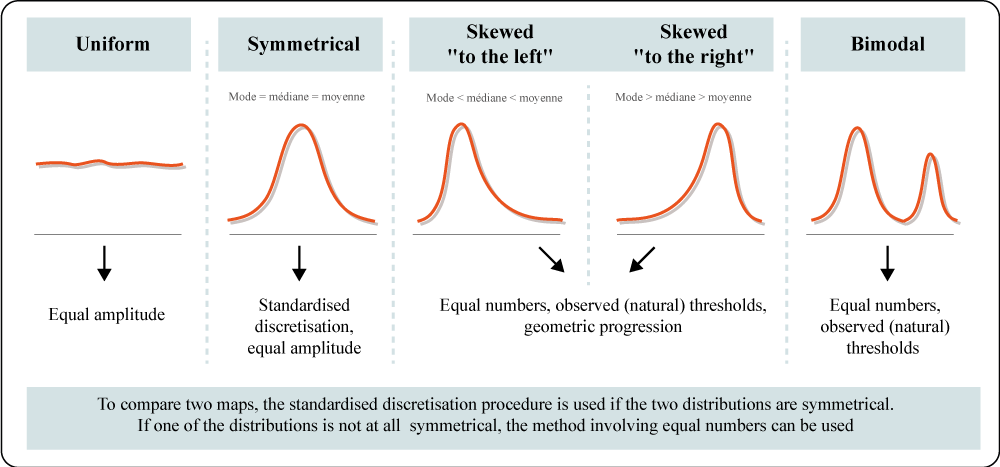 Uniform
Symmetrical
Skewed
"to the left"
Skewed
"to the right"
Bimodal
Mode = médiane = moyenne
Mode < médiane < moyenne
Mode > médiane > moyenne
Equal amplitude
Standardised
discretisation,
equal amplitude
Equal numbers, observed (natural) thresholds,
geometric progression
Equal numbers,
observed (natural)
thresholds
To compare two maps, the standardised discretisation procedure is used if the two distributions are symmetrical.
If one of the distributions is not at all symmetrical, the method involving equal numbers can be used